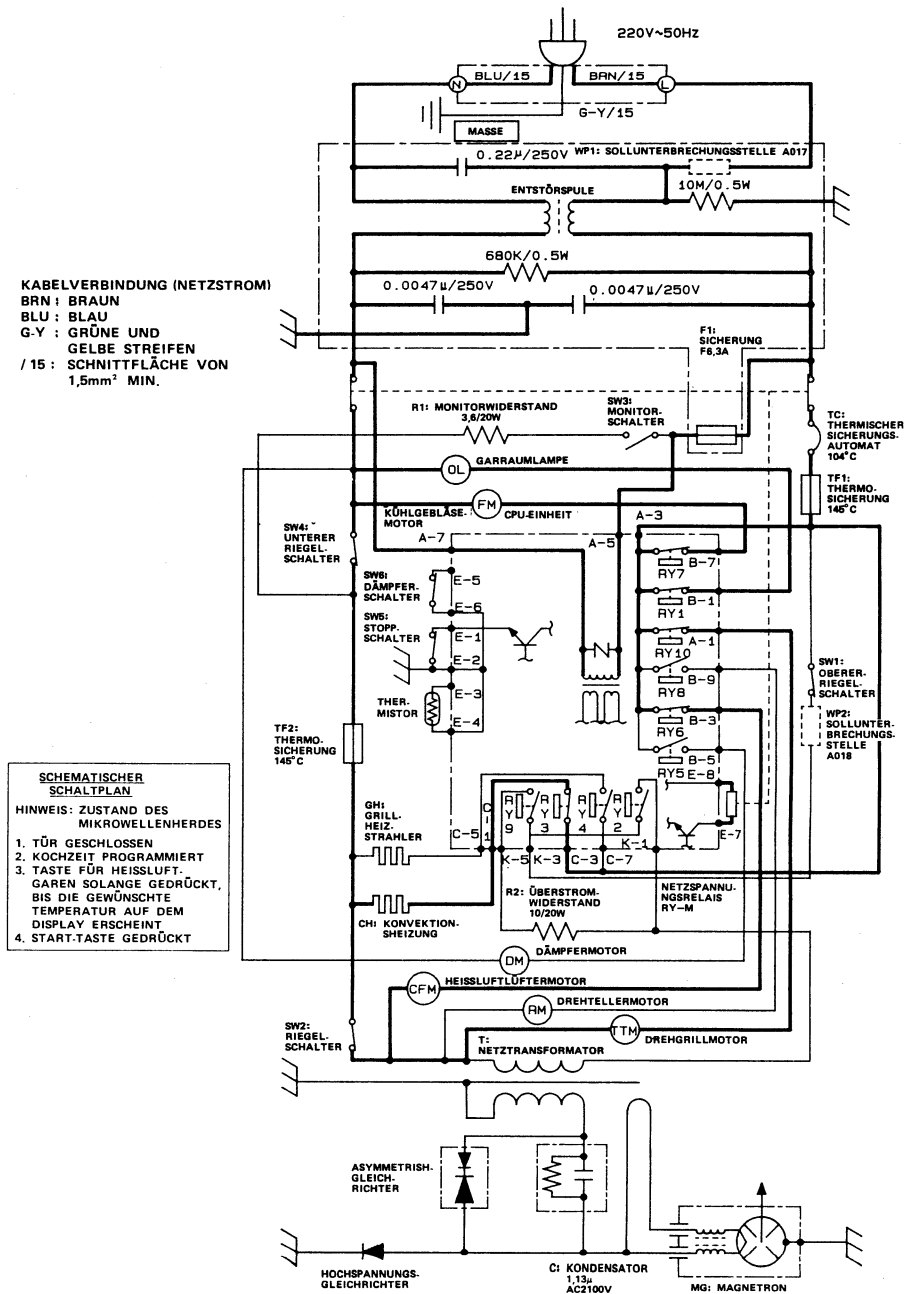 220V~50Hz
N
BLU/15
BRN/15
L
G-Y/15
MASSE
0.22µ/250V
WP1: SOLLUNTERBRECHUNGSSTELLE A017
10M/0.5W
ENTSTÖRSPULE
680K/0.5W
0.0047µ/250V
0.0047µ/250V
KABELVERBINDUNG (NETZSTROM)
BRN : BRAUN
BLU : BLAU
G-Y : GRÜNE UND
GELBE STREIFEN
/ 15 : SCHNITTFLÄCHE VON
1,5mm² MIN.
F1:
SICHERUNG
F6,3A
R1: MONITORWIDERSTAND
3,6/20W
SW3:
MONITOR-
SCHALTER
TC:
THERMISCHER
SICHERUNGS-
AUTOMAT
104°C
OL
GARRAUMLAMPE
TF1:
THERMO-
SICHERUNG
145°C
FM
KÜHLGEBLÄSE-
MOTOR
CPU-EINHEIT
A-3
A-7
A-5
SW4:
UNTERER
RIEGEL-
SCHALTER
B-7
RY7
SW6:
DÄMPFER-
SCHALTER
E-5
E-6
B-1
RY1
SW5:
STOPP-
SCHALTER
E-1
E-2
A-1
RY10
B-9
RY8
SW1:
OBERER-
RIEGEL-
SCHALTER
THER-
MISTOR
E-3
E-4
B-3
RY6
WP2:
SOLLUNTER-
BRECHUNGS-
STELLE
A018
TF2:
THERMO-
SICHERUNG
145°C
B-5
RY5
E-8
SCHEMATISCHER
SCHALTPLAN
HINWEIS: ZUSTAND DES
MIKROWELLENHERDES
1. TÜR GESCHLOSSEN
2. KOCHZEIT PROGRAMMIERT
3. TASTE FÜR HEISSLUFT-
GAREN SOLANGE GEDRÜCKT,
BIS DIE GEWÜNSCHTE
TEMPERATUR AUF DEM
DISPLAY ERSCHEINT
4. START-TASTE GEDRÜCKT
GH:
GRILL-
HEIZ-
STRAHLER
C-5
C
1
R
Y
9
R
Y
3
R
Y
4
R
Y
2
K-1
E-7
K-5
K-3
C-3
C-7
R2: ÜBERSTROM-
WIDERSTAND
10/20W
NETZSPANNU-
NGSRELAIS
RY-M
CH: KONVEKTION-
SHEIZUNG
DM
DÄMPFERMOTOR
CFM
HEISSLUFTLÜFTERMOTOR
RM
DREHTELLERMOTOR
TTM
DREHGRILLMOTOR
SW2:
RIEGEL-
SCHALTER
T:
NETZTRANSFORMATOR
ASYMMETRISH-
GLEICH-
RICHTER
HOCHSPANNUNGS-
GLEICHRICHTER
C: KONDENSATOR
1,13µ
AC2100V
MG: MAGNETRON